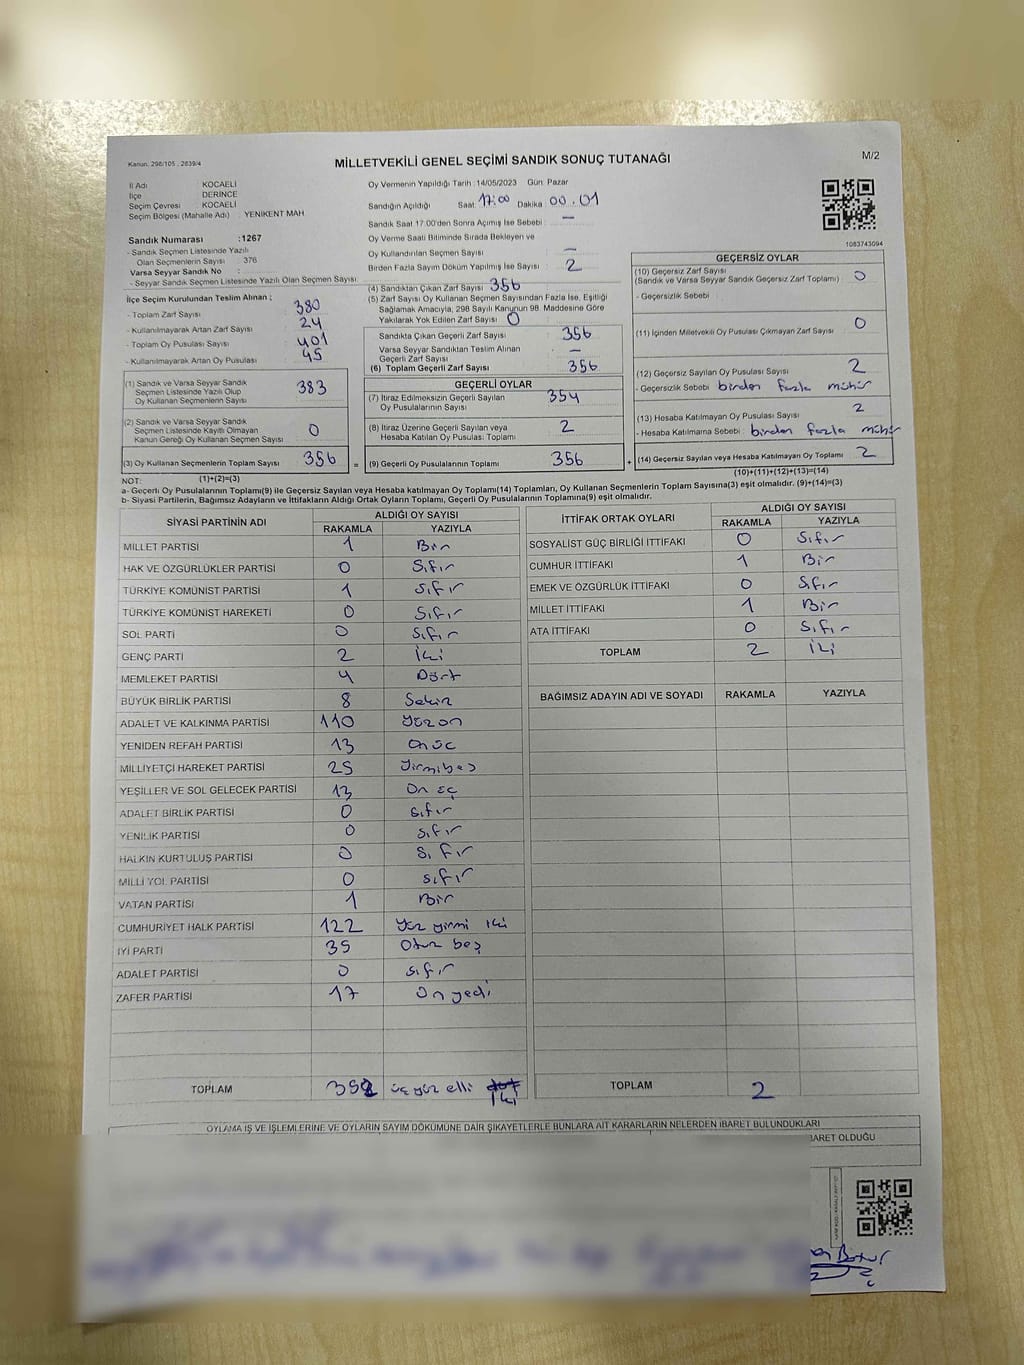 Kanun: 298/105 , 2839/4
MİLLETVEKİLİ GENEL SEÇİMİ SANDIK SONUÇ TUTANAĞI
M/2
İl Adı : KOCAELİ
İlçe : DERİNCE
Seçim Çevresi : KOCAELİ
Seçim Bölgesi (Mahalle Adı) : YENİKENT MAH
Oy Vermenin Yapıldığı Tarih : 14/05/2023 Gün: Pazar
Sandığın Açıldığı Saat: 17:00 Dakika 00.01
Sandık Saat 17:00'den Sonra Açımış İse Sebebi : —
Oy Verme Saati Bitiminde Sırada Bekleyen ve
Oy Kullandırılan Seçmen Sayısı : —
Birden Fazla Sayım Döküm Yapılmış İse Sayısı : 2
1083743094
Sandık Numarası : 1267
- Sandık Seçmen Listesinde Yazılı
Olan Seçmenlerin Sayısı : 376
Varsa Seyyar Sandık No :
- Seyyar Sandık Seçmen Listesinde Yazılı Olan Seçmen Sayısı:
İlçe Seçim Kurulundan Teslim Alınan :
- Toplam Zarf Sayısı : 380
- Kullanılmayarak Artan Zarf Sayısı : 24
- Toplam Oy Pusulası Sayısı : 401
- Kullanılmayarak Artan Oy Pusulası : 45
(1) Sandık ve Varsa Seyyar Sandık
Seçmen Listesinde Yazılı Olup
Oy Kullanan Seçmenlerin Sayısı 383
(2) Sandık ve Varsa Seyyar Sandık
Seçmen Listesinde Kayıtlı Olmayan
Kanun Gereği Oy Kullanan Seçmen Sayısı 0
(3) Oy Kullanan Seçmenlerin Toplam Sayısı 356
(1)+(2)=(3)
(4) Sandıktan Çıkan Zarf Sayısı 356
(5) Zarf Sayısı Oy Kullanan Seçmen Sayısından Fazla İse, Eşitliği
Sağlamak Amacıyla, 298 Sayılı Kanunun 98. Maddesine Göre
Yakılarak Yok Edilen Zarf Sayısı : 0
Sandıkta Çıkan Geçerli Zarf Sayısı : 356
Varsa Seyyar Sandıktan Teslim Alınan
Geçerli Zarf Sayısı : —
(6) Toplam Geçerli Zarf Sayısı : 356
GEÇERLİ OYLAR
(7) İtiraz Edilmeksizin Geçerli Sayılan
Oy Pusulalarının Sayısı 354
(8) İtiraz Üzerine Geçerli Sayılan veya
Hesaba Katılan Oy Pusulası Toplamı 2
= (9) Geçerli Oy Pusulalarının Toplamı 356 +
GEÇERSİZ OYLAR
(10) Geçersiz Zarf Sayısı
(Sandık ve Varsa Seyyar Sandık Geçersiz Zarf Toplamı) : 0
- Geçersizlik Sebebi :
(11) İçinden Milletvekili Oy Pusulası Çıkmayan Zarf Sayısı : 0
(12) Geçersiz Sayılan Oy Pusulası Sayısı : 2
- Geçersizlik Sebebi : birden fazla mühür
(13) Hesaba Katılmayan Oy Pusulası Sayısı : 2
- Hesaba Katılmama Sebebi : birden fazla mühür
(14) Geçersiz Sayılan veya Hesaba Katılmayan Oy Toplamı 2
(10)+(11)+(12)+(13)=(14)
NOT:
a- Geçerli Oy Pusulalarının Toplamı(9) ile Geçersiz Sayılan veya Hesaba katılmayan Oy Toplamı(14) Toplamları, Oy Kullanan Seçmenlerin Toplam Sayısına(3) eşit olmalıdır. (9)+(14)=(3)
b- Siyasi Partilerin, Bağımsız Adayların ve İttifakların Aldığı Oy Ortak Oyların Toplamı, Geçerli Oy Pusulalarının Toplamına(9) eşit olmalıdır.
SİYASİ PARTİNİN ADI ALDIĞI OY SAYISI
RAKAMLA YAZIYLA
MİLLET PARTİSİ 1 Bir
HAK VE ÖZGÜRLÜKLER PARTİSİ 0 Sıfır
TÜRKİYE KOMÜNİST PARTİSİ 1 Sıfır
TÜRKİYE KOMÜNİST HAREKETİ 0 Sıfır
SOL PARTİ 0 Sıfır
GENÇ PARTİ 2 İki
MEMLEKET PARTİSİ 4 Dört
BÜYÜK BİRLİK PARTİSİ 8 Sekiz
ADALET VE KALKINMA PARTİSİ 110 Yüz on
YENİDEN REFAH PARTİSİ 13 On üc
MİLLİYETÇİ HAREKET PARTİSİ 25 Yirmibeş
YEŞİLLER VE SOL GELECEK PARTİSİ 13 On üç
ADALET BİRLİK PARTİSİ 0 Sıfır
YENİLİK PARTİSİ 0 Sıfır
HALKIN KURTULUŞ PARTİSİ 0 Sıfır
MİLLİ YOL PARTİSİ 0 Sıfır
VATAN PARTİSİ 1 Bir
CUMHURİYET HALK PARTİSİ 122 Yüz yirmi iki
İYİ PARTİ 35 Otuz beş
ADALET PARTİSİ 0 Sıfır
ZAFER PARTİSİ 17 On yedi
TOPLAM 352 üç yüz elli iki
İTTİFAK ORTAK OYLARI ALDIĞI OY SAYISI
RAKAMLA YAZIYLA
SOSYALİST GÜÇ BİRLİĞİ İTTİFAKI 0 Sıfır
CUMHUR İTTİFAKI 1 Bir
EMEK VE ÖZGÜRLÜK İTTİFAKI 0 Sıfır
MİLLET İTTİFAKI 1 Bir
ATA İTTİFAKI 0 Sıfır
TOPLAM 2 İki
BAĞIMSIZ ADAYIN ADI VE SOYADI RAKAMLA YAZIYLA
TOPLAM 2
OYLAMA İŞ VE İŞLEMLERİNE VE OYLARIN SAYIM DÖKÜMÜNE DAİR ŞİKAYETLERLE BUNLARA AİT KARARLARIN NELERDEN İBARET BULUNDUKLARI
BARET OLDUĞU